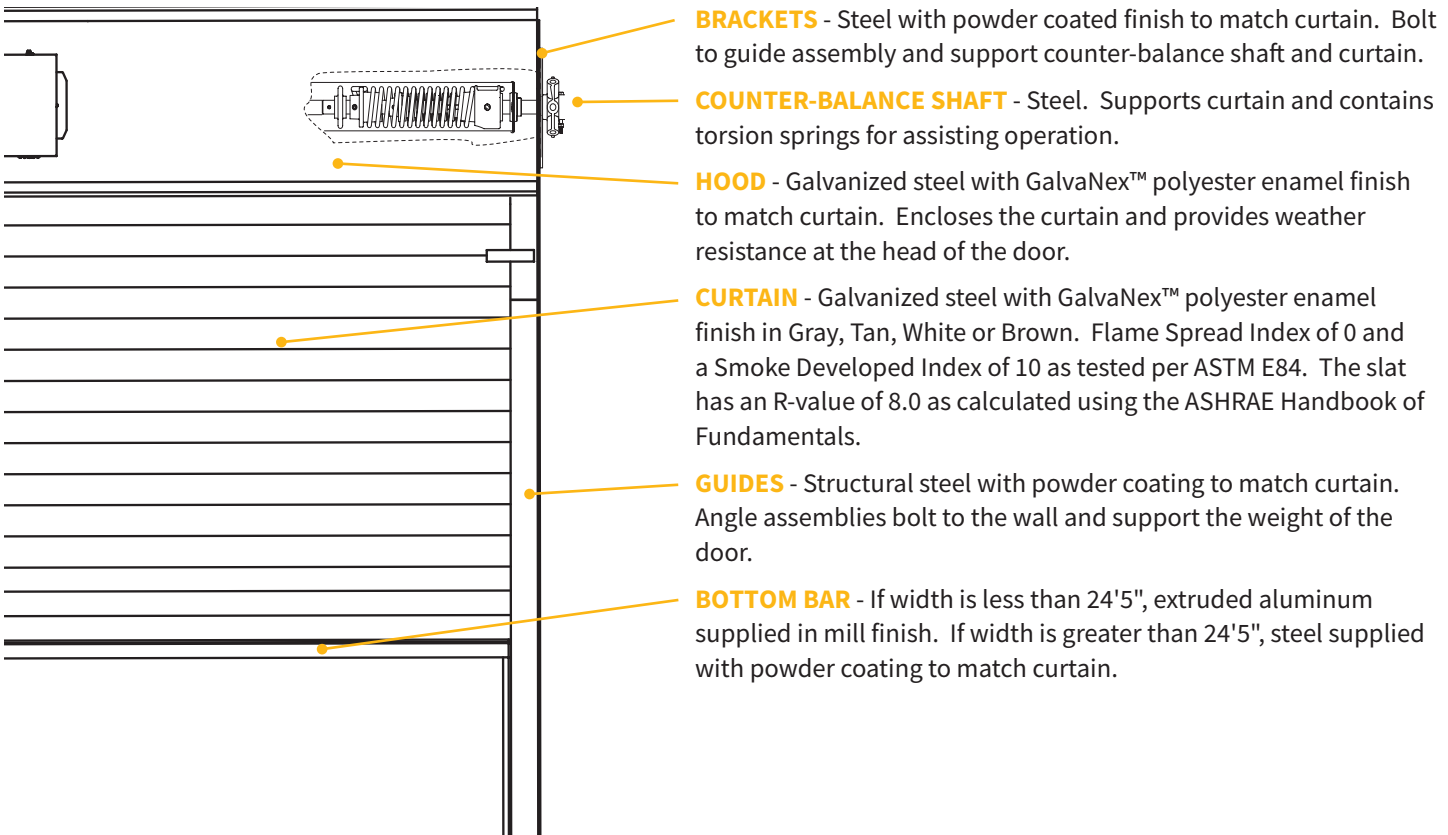 BRACKETS - Steel with powder coated finish to match curtain.  Bolt
to guide assembly and support counter-balance shaft and curtain.
COUNTER-BALANCE SHAFT - Steel.  Supports curtain and contains
torsion springs for assisting operation.
HOOD - Galvanized steel with GalvaNex™ polyester enamel finish
to match curtain.  Encloses the curtain and provides weather
resistance at the head of the door.
CURTAIN - Galvanized steel with GalvaNex™ polyester enamel
finish in Gray, Tan, White or Brown.  Flame Spread Index of 0 and
a Smoke Developed Index of 10 as tested per ASTM E84.  The slat
has an R-value of 8.0 as calculated using the ASHRAE Handbook of
Fundamentals.
GUIDES - Structural steel with powder coating to match curtain.
Angle assemblies bolt to the wall and support the weight of the
door.
BOTTOM BAR - If width is less than 24'5", extruded aluminum
supplied in mill finish.  If width is greater than 24'5", steel supplied
with powder coating to match curtain.